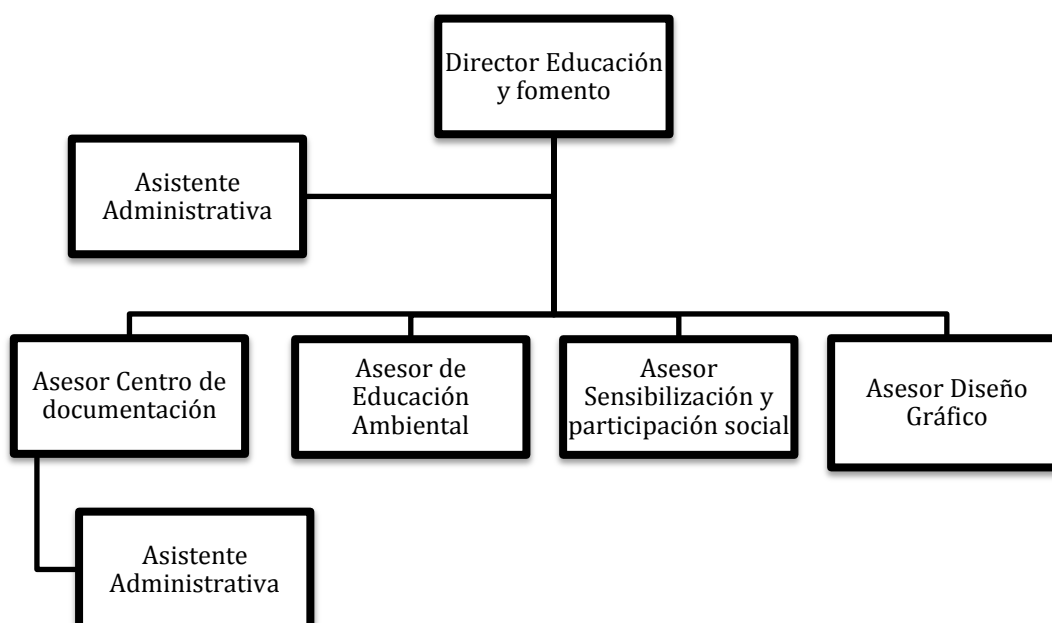 Director Educación
y fomento
Asistente
Administrativa
Asesor Centro de
documentación
Asesor de
Educación
Ambiental
Asesor
Sensibilización y
participación social
Asesor Diseño
Gráfico
Asistente
Administrativa